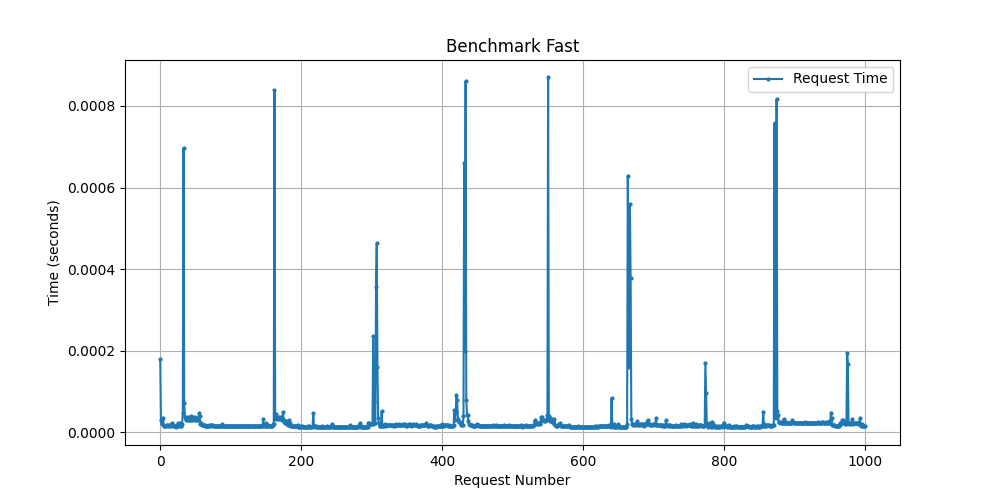 Benchmark Fast
Request Time
0.0008
0.0006
0.0004
0.0002
0.0000
Time (seconds)
0 200 400 600 800 1000
Request Number